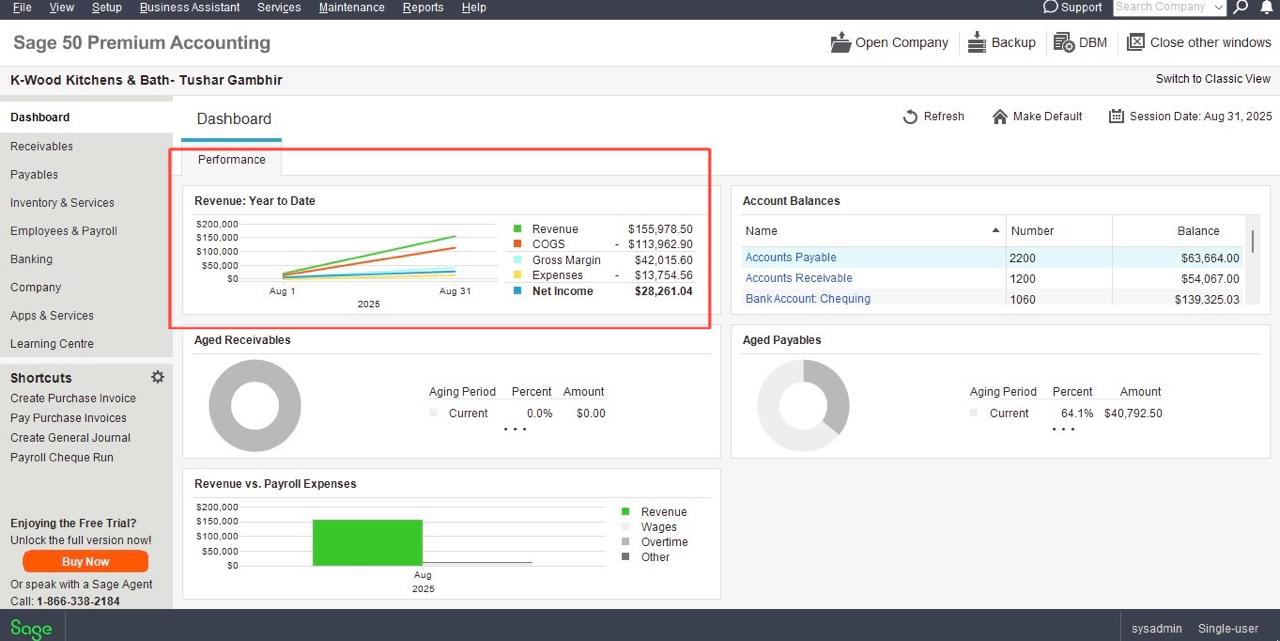 File View Setup Business Assistant Services Maintenance Reports Help Support Search Company
Sage 50 Premium Accounting Open Company Backup DBM Close other windows
K-Wood Kitchens & Bath- Tushar Gambhir Switch to Classic View
Dashboard
Receivables
Payables
Inventory & Services
Employees & Payroll
Banking
Company
Apps & Services
Learning Centre
Shortcuts
Create Purchase Invoice
Pay Purchase Invoices
Create General Journal
Payroll Cheque Run
Enjoying the Free Trial?
Unlock the full version now!
Buy Now
Or speak with a Sage Agent
Call: 1-866-338-2184
Dashboard Refresh Make Default Session Date: Aug 31, 2025
Performance
Revenue: Year to Date
$200,000
$150,000
$100,000
$50,000
$0
Aug 1 Aug 31
2025
Revenue $155,978.50
COGS - $113,962.90
Gross Margin $42,015.60
Expenses - $13,754.56
Net Income $28,261.04
Account Balances
Name Number Balance
Accounts Payable 2200 $63,664.00
Accounts Receivable 1200 $54,067.00
Bank Account: Chequing 1060 $139,325.03
Aged Receivables
Aging Period Percent Amount
Current 0.0% $0.00
...
Aged Payables
Aging Period Percent Amount
Current 64.1% $40,792.50
...
Revenue vs. Payroll Expenses
$200,000
$150,000
$100,000
$50,000
$0
Aug
2025
Revenue
Wages
Overtime
Other
Sage sysadmin Single-user